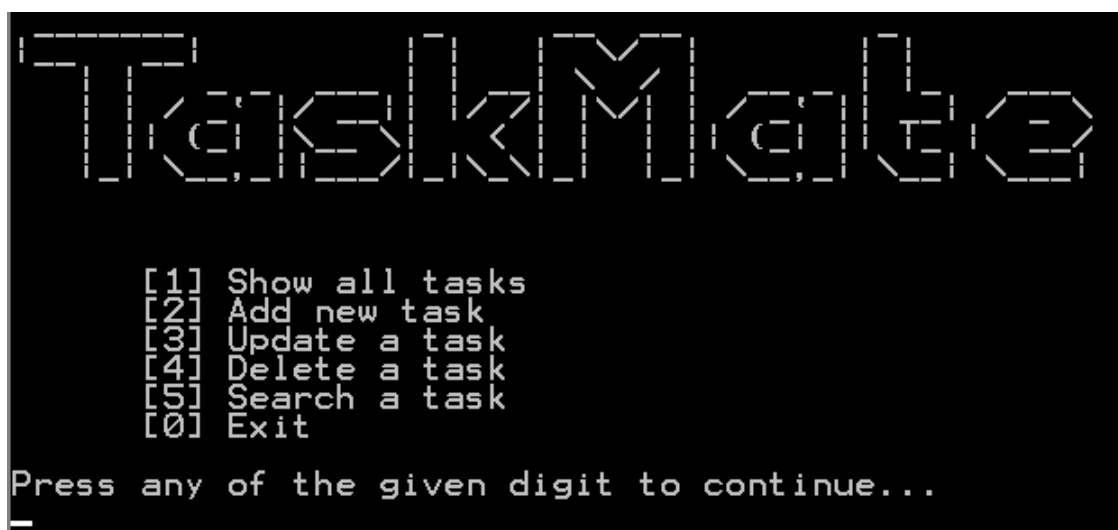 TaskMate
[1] Show all tasks
[2] Add new task
[3] Update a task
[4] Delete a task
[5] Search a task
[0] Exit
Press any of the given digit to continue...